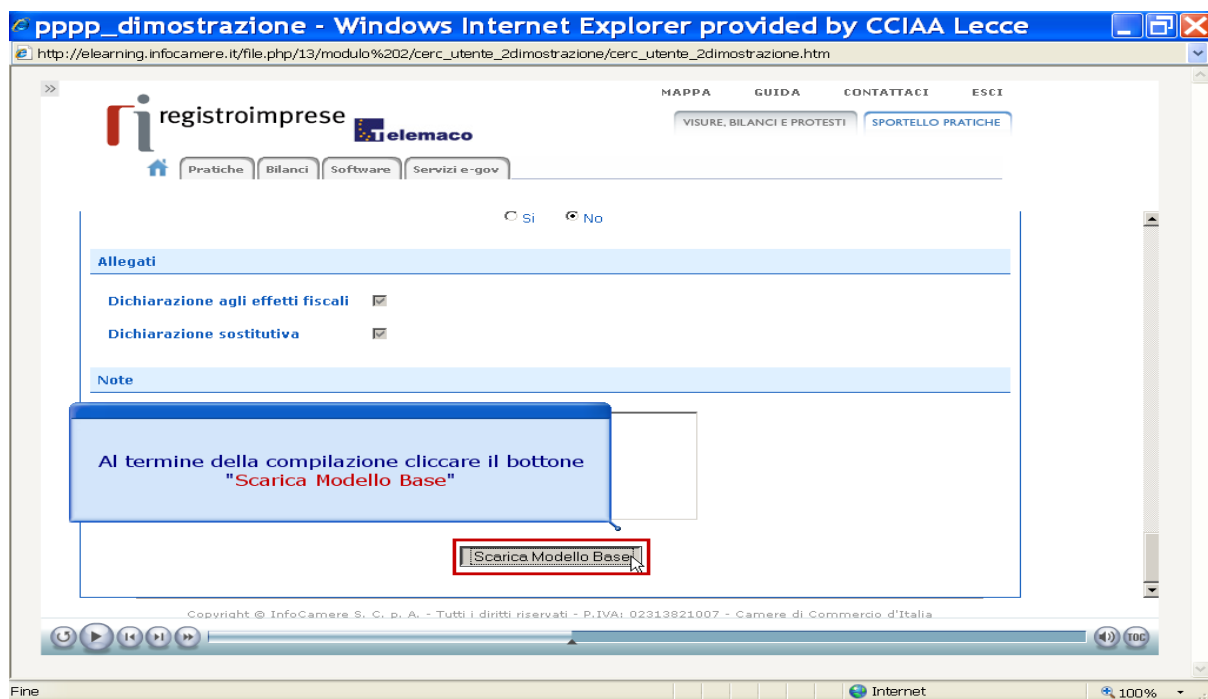 pppp_dimostrazione - Windows Internet Explorer provided by CCIAA Lecce
http://elearning.infocamere.it/file.php/13/modulo%202/cerc_utente_2dimostrazione/cerc_utente_2dimostrazione.htm
MAPPA GUIDA CONTATTACI ESCI
registroimprese
Telemaco
VISURE, BILANCI E PROTESTI SPORTELLO PRATICHE
Pratiche Bilanci Software Servizi e-gov
Si No
Allegati
Dichiarazione agli effetti fiscali
Dichiarazione sostitutiva
Note
Al termine della compilazione cliccare il bottone
"Scarica Modello Base"
Scarica Modello Base
Copyright © InfoCamere S. C. p. A. - Tutti i diritti riservati - P.IVA: 02313821007 - Camere di Commercio d'Italia
TOC
Fine Internet 100%